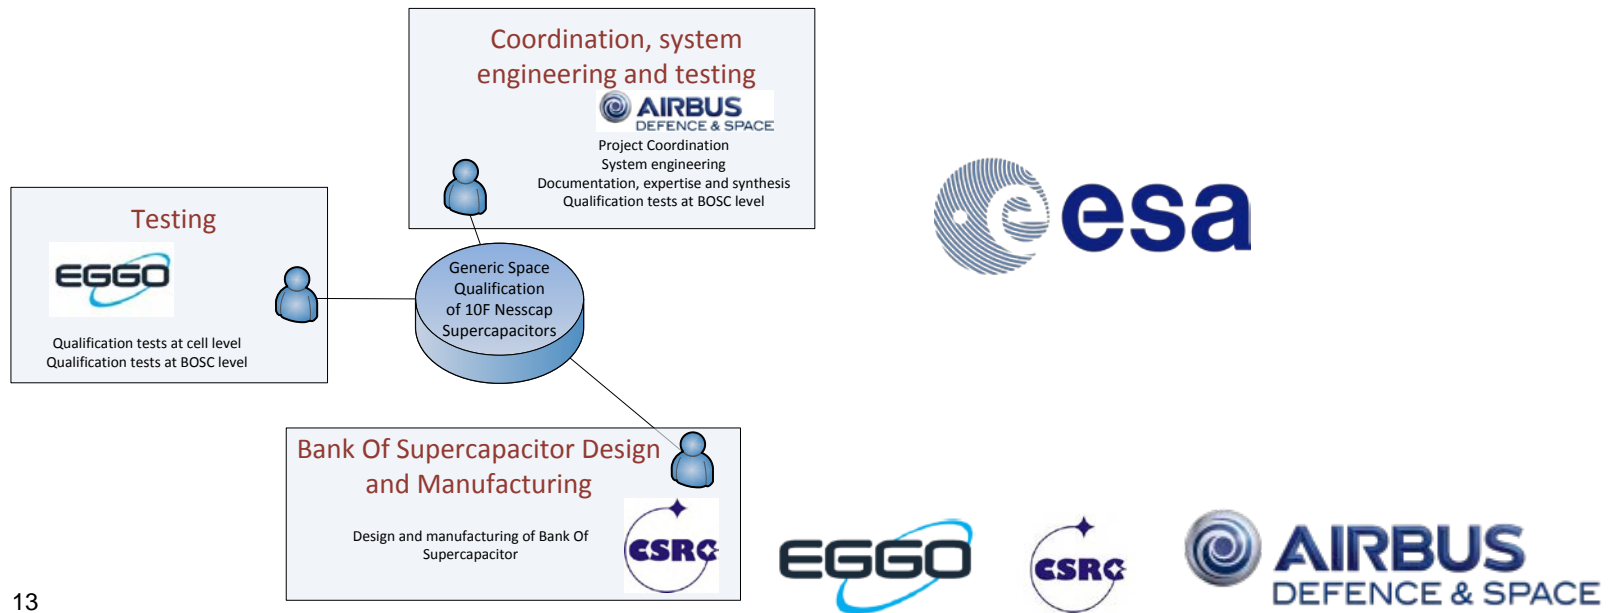 Coordination, system
engineering and testing
AIRBUS
DEFENCE & SPACE
Project Coordination
System engineering
Documentation, expertise and synthesis
Qualification tests at BOSC level
esa
Testing
EGGO
Qualification tests at cell level
Qualification tests at BOSC level
Generic Space
Qualification
of 10F Nesscap
Supercapacitors
Bank Of Supercapacitor Design
and Manufacturing
Design and manufacturing of Bank Of
Supercapacitor
CSRC
EGGO
CSRC
AIRBUS
DEFENCE & SPACE
13